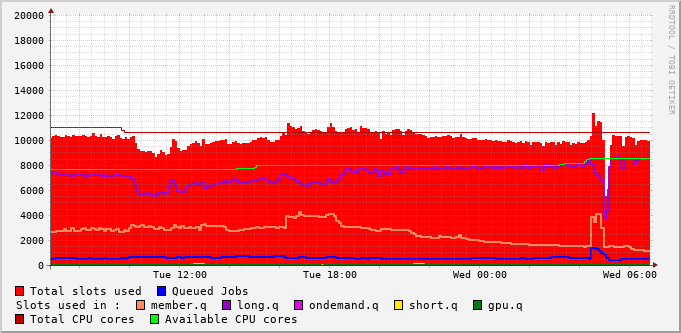 RRDTOOL / TOBI OETIKER
20000
18000
16000
14000
12000
10000
8000
6000
4000
2000
0
Tue 12:00 Tue 18:00 Wed 00:00 Wed 06:00
Total slots used Queued Jobs
Slots used in : member.q long.q ondemand.q short.q gpu.q
Total CPU cores Available CPU cores